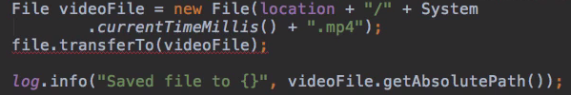 File videoFile = new File(location + "/" + System
.currentTimeMillis() + ".mp4");
file.transferTo(videoFile);
log.info("Saved file to {}", videoFile.getAbsolutePath());